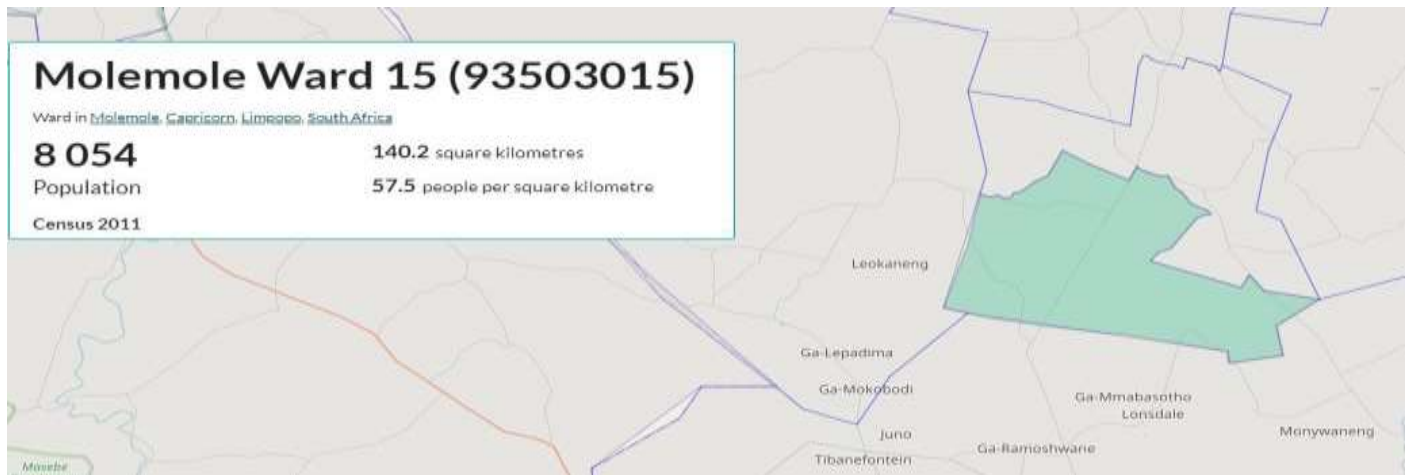 Molemole Ward 15 (93503015)
Ward in Molemole, Capricorn, Limpopo, South Africa
8 054
Population
140.2 square kilometres
57.5 people per square kilometre
Census 2011
Leokaneng
Ga-Lepadima
Ga-Mokobodi
Ga-Mmabasotho
Lonsdale
Juno
Monywaneng
Ga-Ramoshwane
Tibanefontein